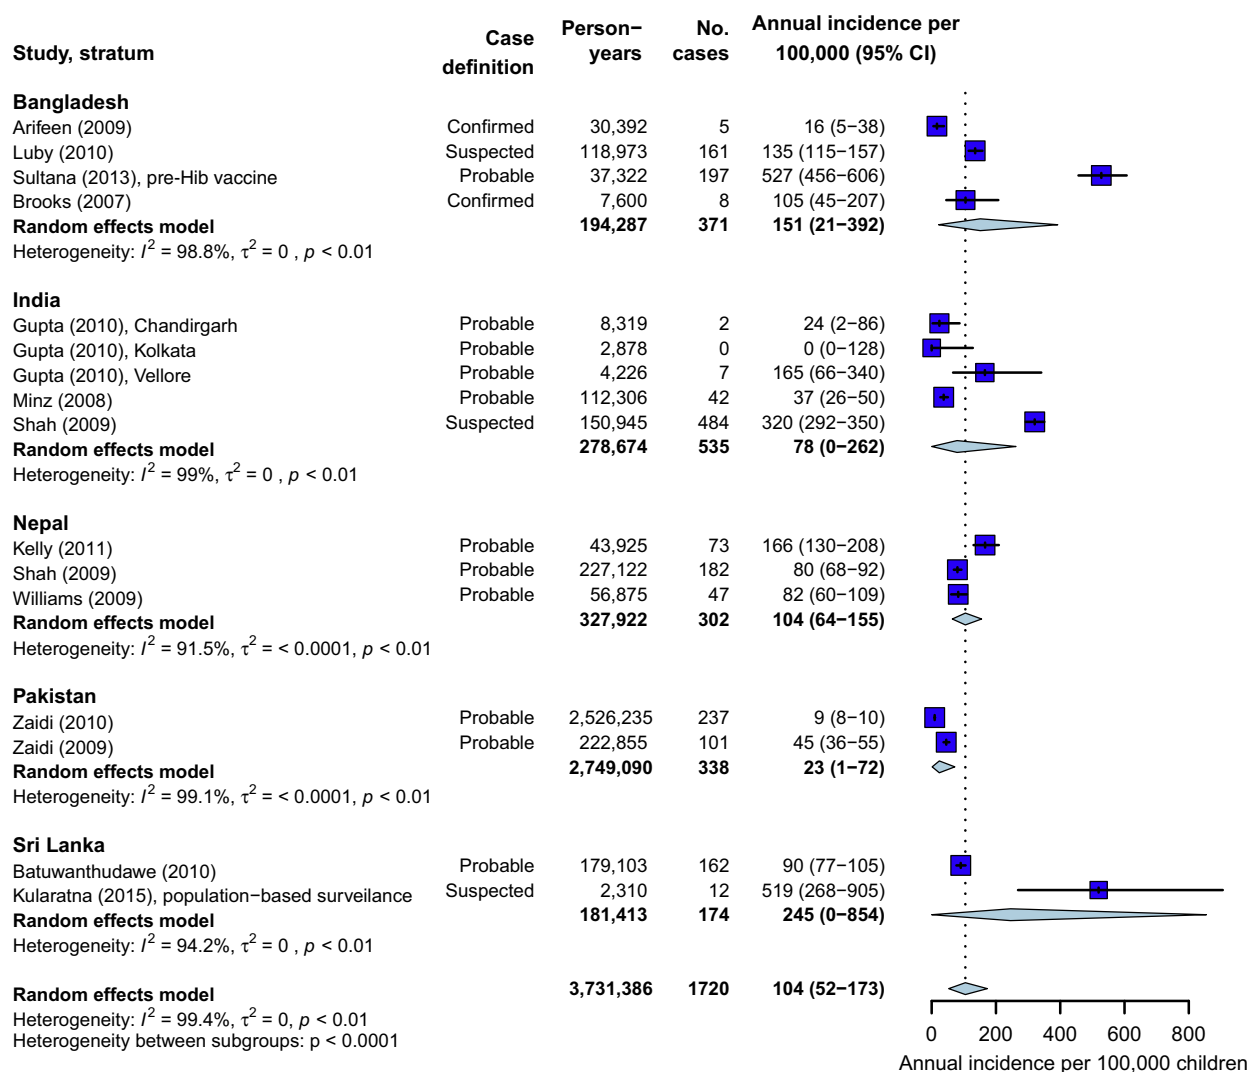 Study, stratum Case definition Person−years No. cases Annual incidence per 100,000 (95% CI)
Bangladesh
Arifeen (2009) Confirmed 30,392 5 16 (5−38)
Luby (2010) Suspected 118,973 161 135 (115−157)
Sultana (2013), pre-Hib vaccine Probable 37,322 197 527 (456−606)
Brooks (2007) Confirmed 7,600 8 105 (45−207)
Random effects model 194,287 371 151 (21−392)
Heterogeneity: I² = 98.8%, τ² = 0 , p < 0.01
India
Gupta (2010), Chandirgarh Probable 8,319 2 24 (2−86)
Gupta (2010), Kolkata Probable 2,878 0 0 (0−128)
Gupta (2010), Vellore Probable 4,226 7 165 (66−340)
Minz (2008) Probable 112,306 42 37 (26−50)
Shah (2009) Suspected 150,945 484 320 (292−350)
Random effects model 278,674 535 78 (0−262)
Heterogeneity: I² = 99%, τ² = 0 , p < 0.01
Nepal
Kelly (2011) Probable 43,925 73 166 (130−208)
Shah (2009) Probable 227,122 182 80 (68−92)
Williams (2009) Probable 56,875 47 82 (60−109)
Random effects model 327,922 302 104 (64−155)
Heterogeneity: I² = 91.5%, τ² = < 0.0001, p < 0.01
Pakistan
Zaidi (2010) Probable 2,526,235 237 9 (8−10)
Zaidi (2009) Probable 222,855 101 45 (36−55)
Random effects model 2,749,090 338 23 (1−72)
Heterogeneity: I² = 99.1%, τ² = < 0.0001, p < 0.01
Sri Lanka
Batuwanthudawe (2010) Probable 179,103 162 90 (77−105)
Kularatna (2015), population−based surveilance Suspected 2,310 12 519 (268−905)
Random effects model 181,413 174 245 (0−854)
Heterogeneity: I² = 94.2%, τ² = 0 , p < 0.01
Random effects model 3,731,386 1720 104 (52−173)
Heterogeneity: I² = 99.4%, τ² = 0, p < 0.01
Heterogeneity between subgroups: p < 0.0001
0 200 400 600 800
Annual incidence per 100,000 children